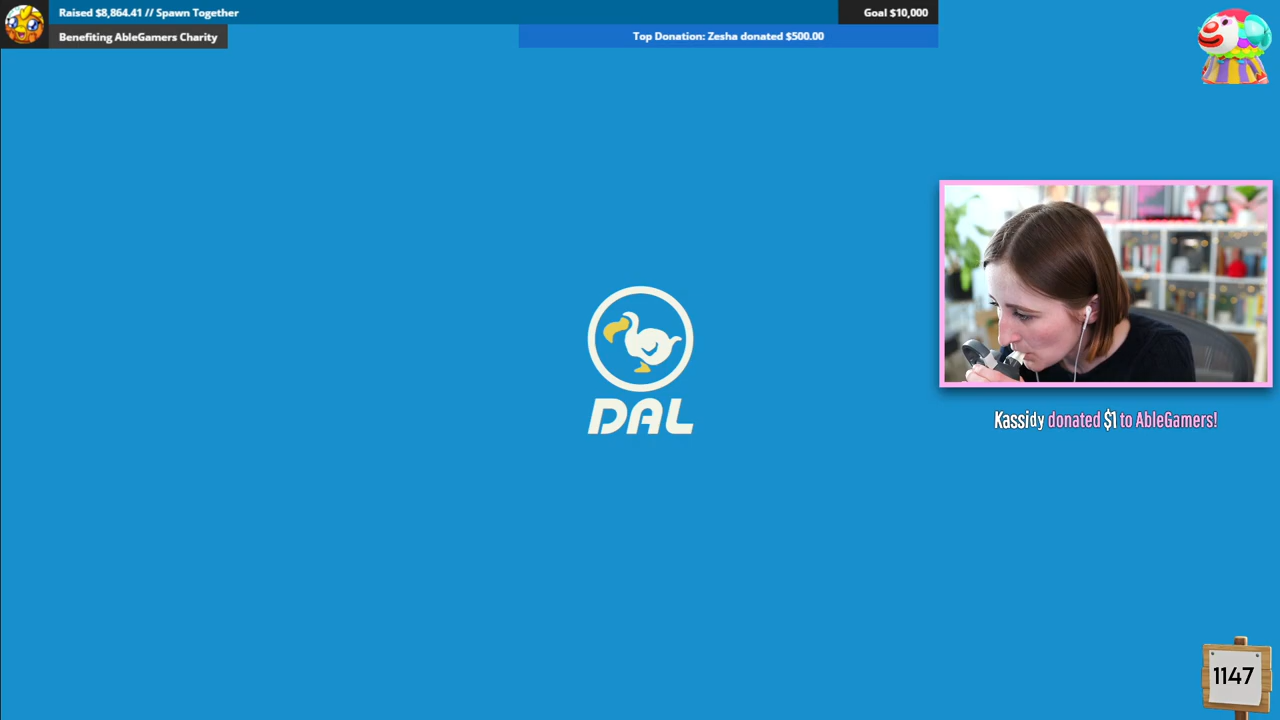 Raised $8,864.41 // Spawn Together
Goal $10,000
Benefiting AbleGamers Charity
Top Donation: Zesha donated $500.00
DAL
Kassidy donated $1 to AbleGamers!
1147